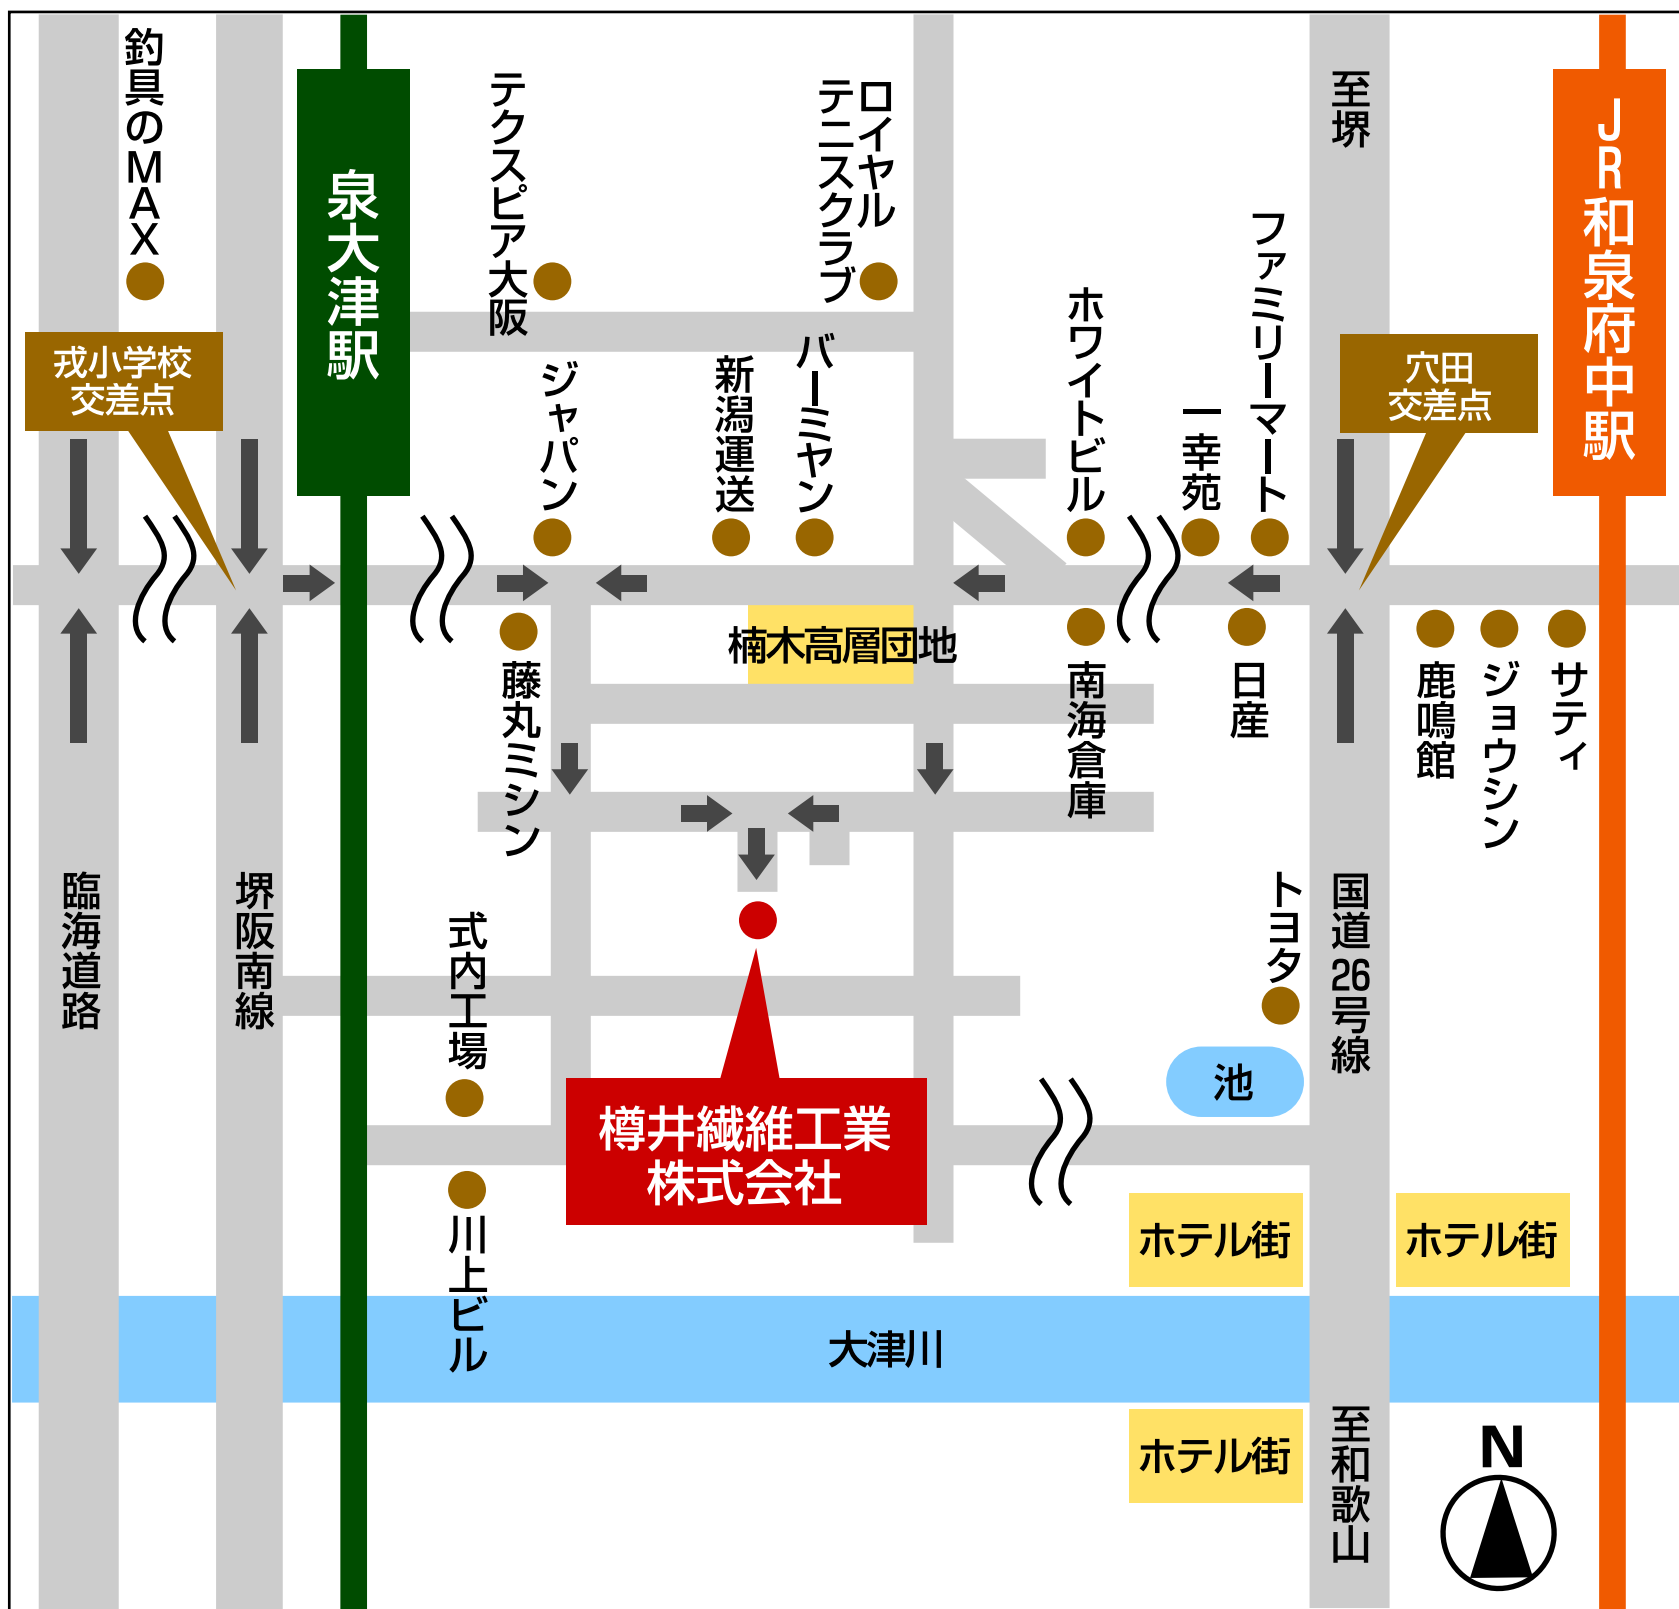 釣具のMAX
泉大津駅
テクスピア大阪
ロイヤル
テニスクラブ
至堺
JR和泉府中駅
戎小学校
交差点
ジャパン
新潟運送
バーミヤン
ホワイトビル
一幸苑
ファミリーマート
穴田
交差点
楠木高層団地
藤丸ミシン
南海倉庫
日産
鹿鳴館
ジョウシン
サティ
臨海道路
堺阪南線
式内工場
トヨタ
国道26号線
池
樽井繊維工業
株式会社
川上ビル
ホテル街
ホテル街
大津川
ホテル街
至和歌山
N